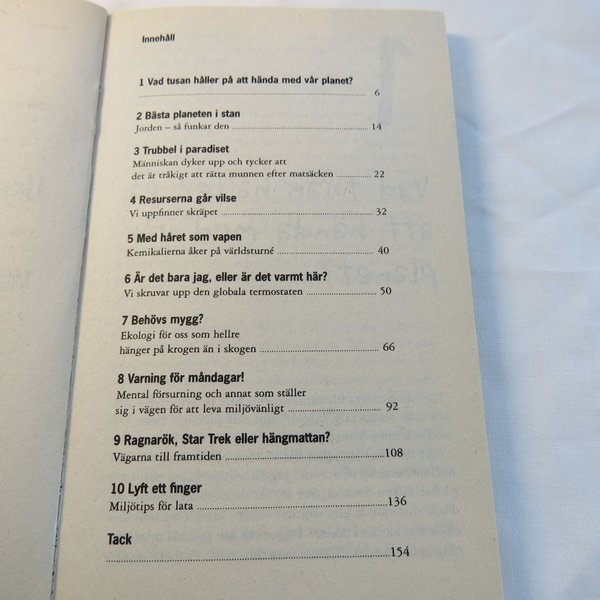 Innehåll
1 Vad tusan håller på att hända med vår planet?
6
2 Bästa planeten i stan
Jorden – så funkar den 14
3 Trubbel i paradiset
Människan dyker upp och tycker att
det är tråkigt att rätta munnen efter matsäcken 22
4 Resurserna går vilse
Vi uppfinner skräpet 32
5 Med håret som vapen
Kemikalierna åker på världsturné 40
6 Är det bara jag, eller är det varmt här?
Vi skruvar upp den globala termostaten 50
7 Behövs mygg?
Ekologi för oss som hellre
hänger på krogen än i skogen 66
8 Varning för måndagar!
Mental försurning och annat som ställer
sig i vägen för att leva miljövänligt 92
9 Ragnarök, Star Trek eller hängmattan?
Vägarna till framtiden 108
10 Lyft ett finger
Miljötips för lata 136
Tack
154